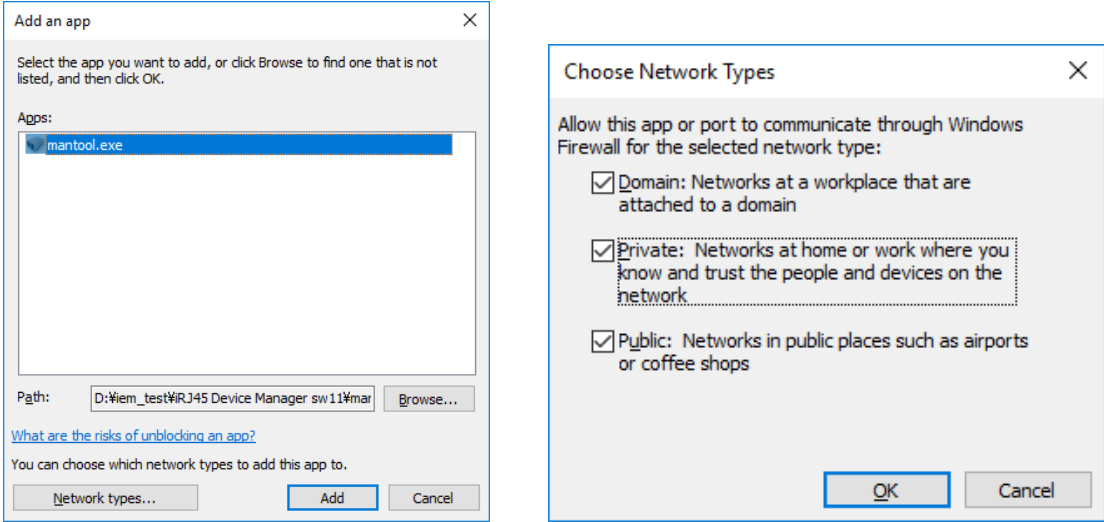 Add an app
Select the app you want to add, or click Browse to find one that is not
listed, and then click OK.
Apps:
mantool.exe
Path:
D:¥iem_test¥iRJ45 Device Manager sw11¥mar
Browse...
What are the risks of unblocking an app?
You can choose which network types to add this app to.
Network types...
Add
Cancel
Choose Network Types
Allow this app or port to communicate through Windows
Firewall for the selected network type:
Domain: Networks at a workplace that are
attached to a domain
Private: Networks at home or work where you
know and trust the people and devices on the
network
Public: Networks in public places such as airports
or coffee shops
OK
Cancel